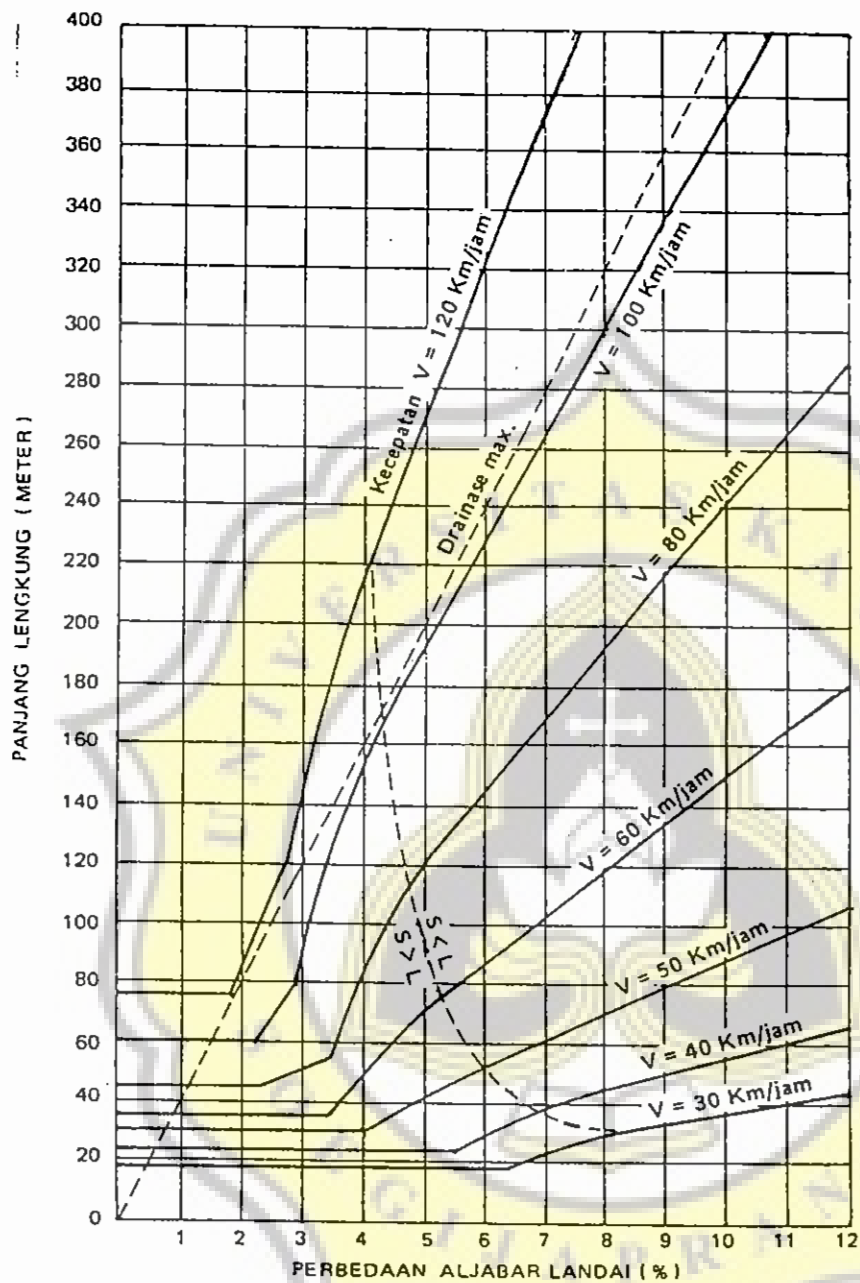 400
380
360
340
320
300
280
260
240
220
200
180
160
140
120
100
80
60
40
20
0
PANJANG LENGKUNG (METER)
Kecepatan V = 120 Km/jam
Drainase max.
V = 100 Km/jam
V = 80 Km/jam
V = 60 Km/jam
V = 50 Km/jam
V = 40 Km/jam
V = 30 Km/jam
S>L
S<L
1 2 3 4 5 6 7 8 9 10 11 12
PERBEDAAN ALJABAR LANDAI (%)
UNIVERSITAS KA
UGIJAPRAN